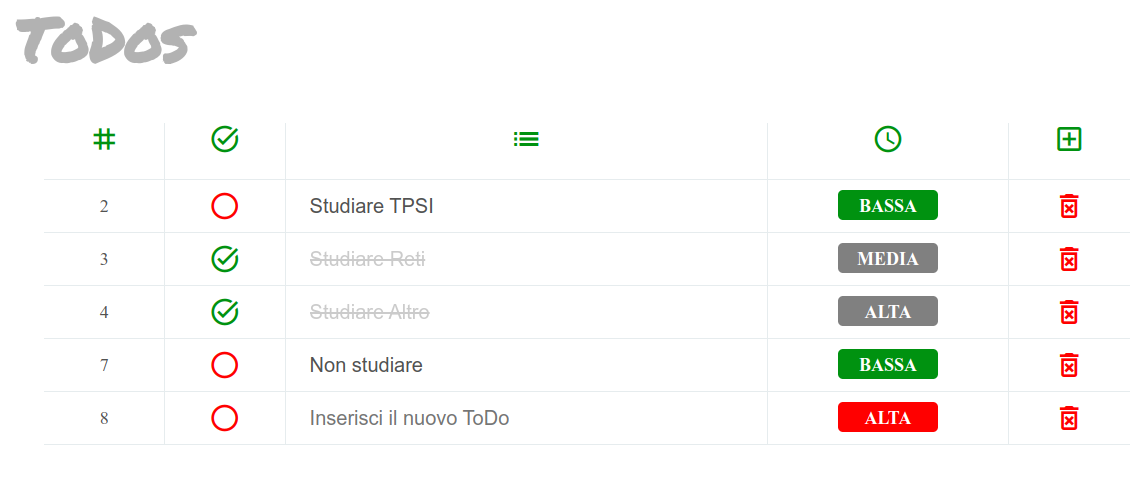 ToDos
#
2 Studiare TPSI BASSA
3 Studiare Reti MEDIA
4 Studiare Altro ALTA
7 Non studiare BASSA
8 Inserisci il nuovo ToDo ALTA